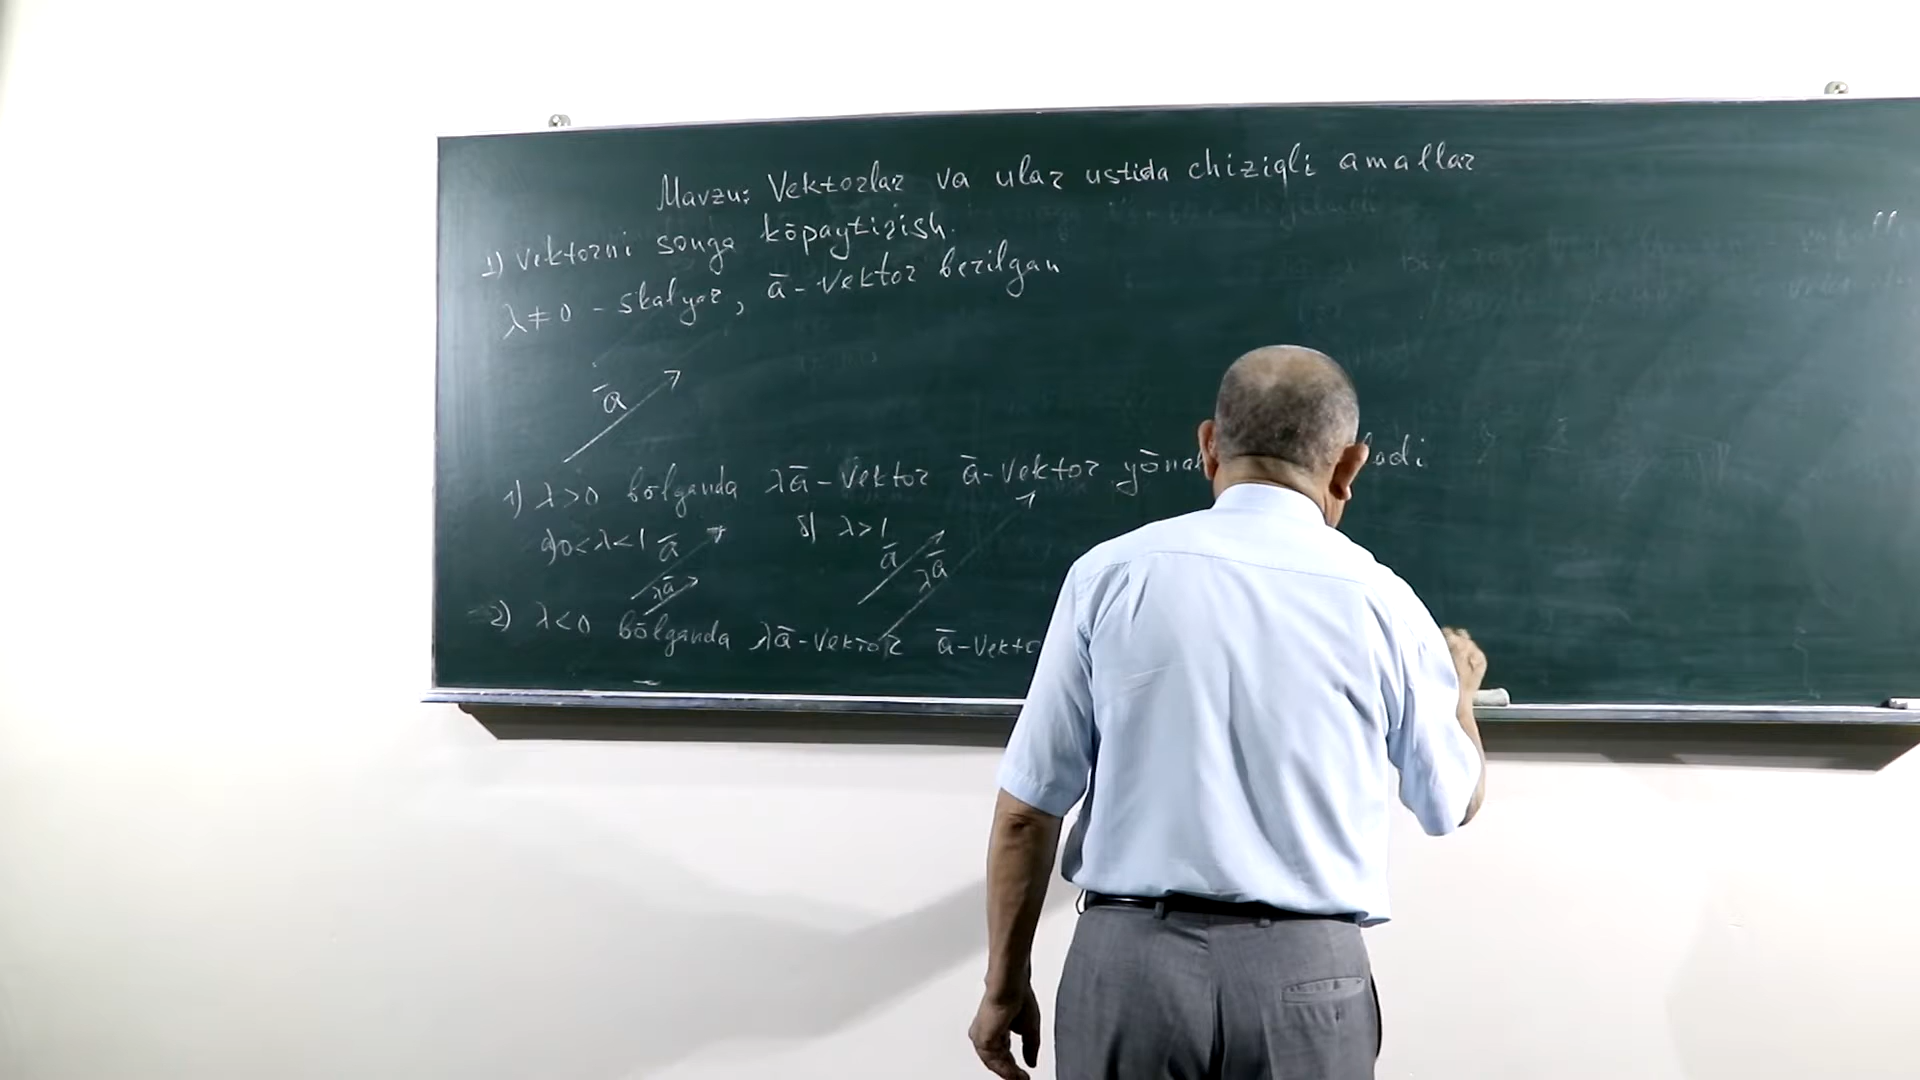 Mavzu: Vektorlar va ular ustida chiziqli amallar
1) vektorni songa kōpaytirish.
λ≠0 - skalyar, ā - vektor berilgan
ā
1) λ>0 bōlganda λā - vektor ā - vektor
a) 0<λ<1 ā б) λ>1 ā
λā λā
2) λ<0 bōlganda λā - vektor ā -